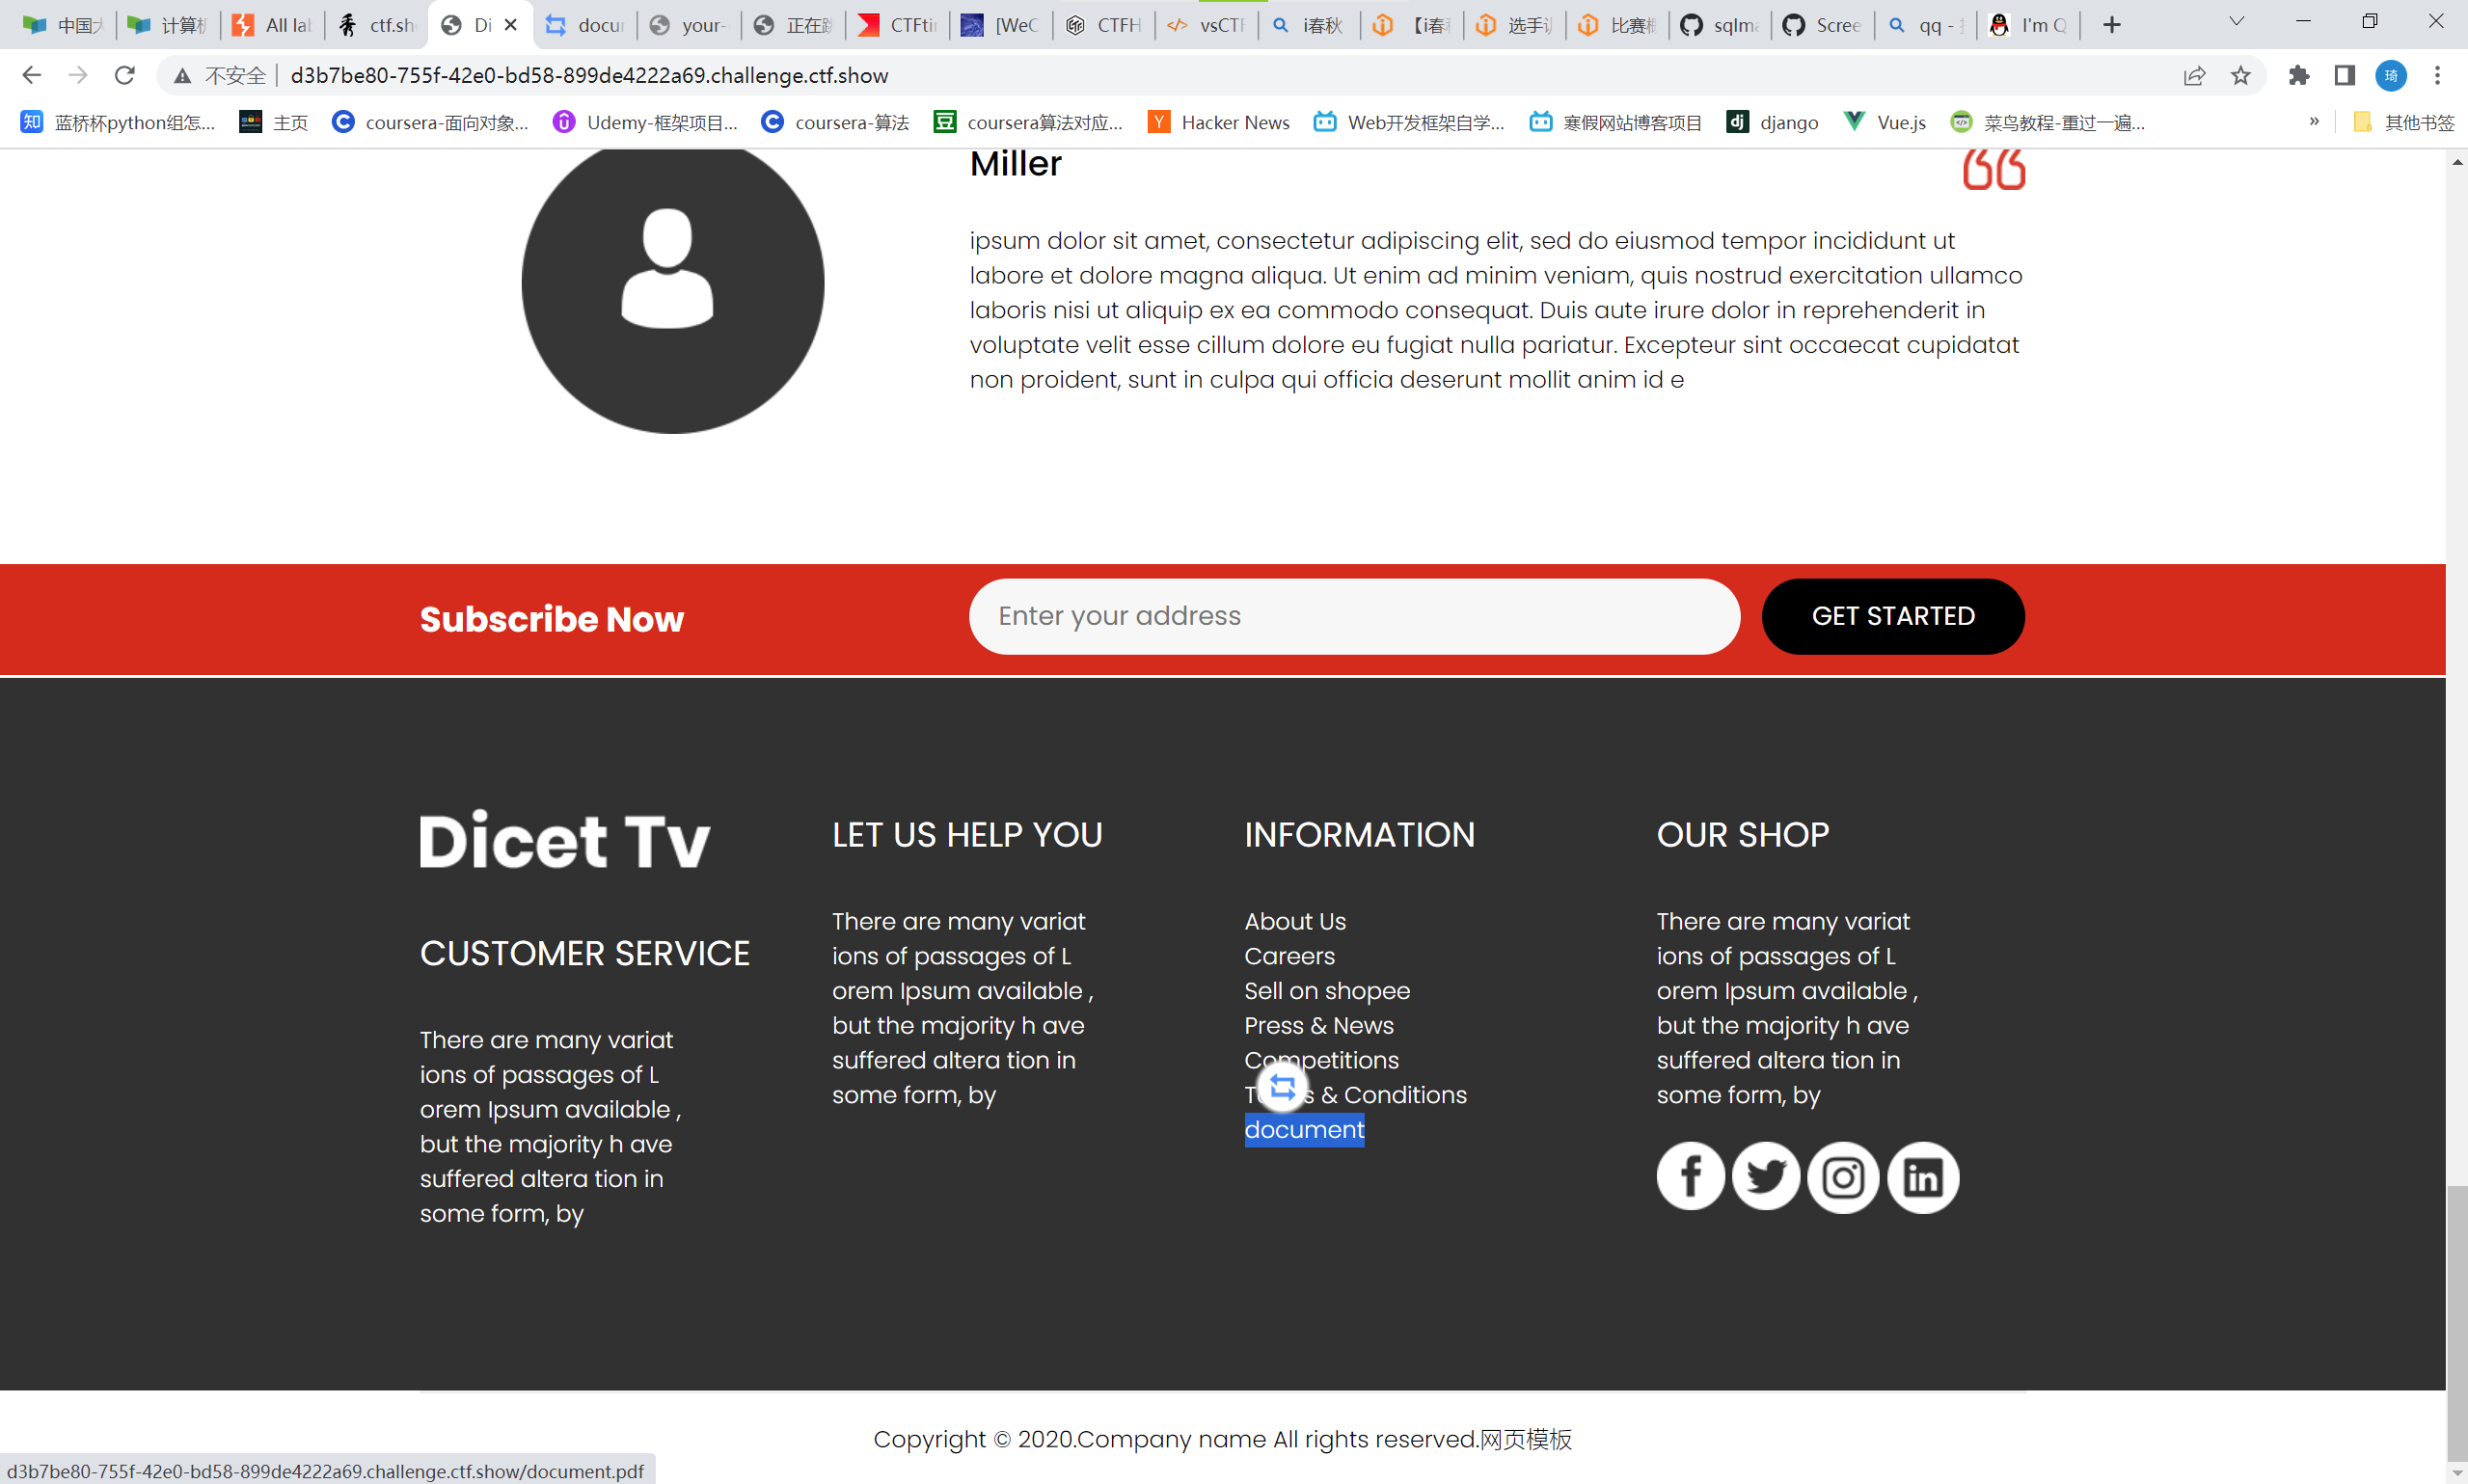 中国大
计算机
All lab
ctf.sh
Di
docur
your-
正在跳
CTFti
[WeC
CTFH
vsCTF
i春秋
【i春秋
选手访
比赛概
sqlma
Scree
qq - 搜
I'm Q
不安全
d3b7be80-755f-42e0-bd58-899de4222a69.challenge.ctf.show
琦
知 蓝桥杯python组怎...
主页
coursera-面向对象...
Udemy-框架项目...
coursera-算法
豆 coursera算法对应...
Y Hacker News
Web开发框架自学...
寒假网站博客项目
dj django
Vue.js
菜鸟教程-重过一遍...
»
其他书签
Miller
ipsum dolor sit amet, consectetur adipiscing elit, sed do eiusmod tempor incididunt ut
labore et dolore magna aliqua. Ut enim ad minim veniam, quis nostrud exercitation ullamco
laboris nisi ut aliquip ex ea commodo consequat. Duis aute irure dolor in reprehenderit in
voluptate velit esse cillum dolore eu fugiat nulla pariatur. Excepteur sint occaecat cupidatat
non proident, sunt in culpa qui officia deserunt mollit anim id e
Subscribe Now
Enter your address
GET STARTED
Dicet Tv
CUSTOMER SERVICE
There are many variat
ions of passages of L
orem Ipsum available ,
but the majority h ave
suffered altera tion in
some form, by
LET US HELP YOU
There are many variat
ions of passages of L
orem Ipsum available ,
but the majority h ave
suffered altera tion in
some form, by
INFORMATION
About Us
Careers
Sell on shopee
Press & News
Competitions
& Conditions
document
OUR SHOP
There are many variat
ions of passages of L
orem Ipsum available ,
but the majority h ave
suffered altera tion in
some form, by
Copyright © 2020.Company name All rights reserved.网页模板
d3b7be80-755f-42e0-bd58-899de4222a69.challenge.ctf.show/document.pdf